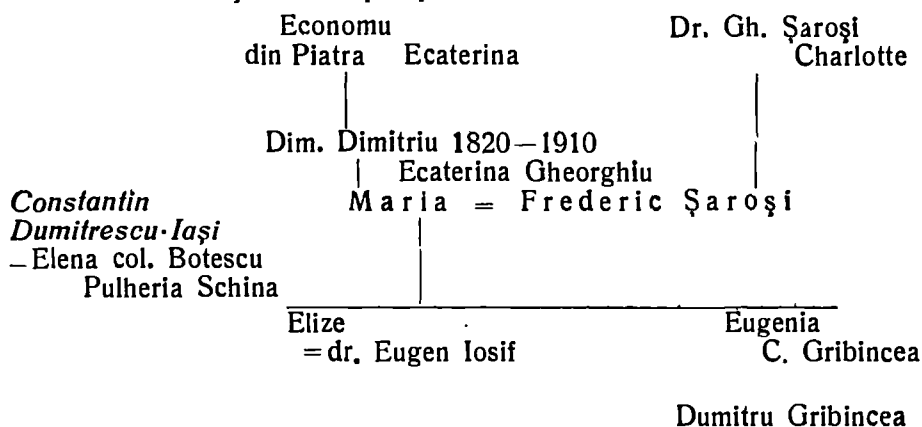 Economu Dr. Gh. Şaroşi
din Piatra Ecaterina Charlotte
Dim. Dimitriu 1820—1910
Ecaterina Gheorghiu
Constantin Maria = Frederic Şaroşi
Dumitrescu-Iaşi
—Elena col. Botescu
Pulheria Schina
Elize Eugenia
=dr. Eugen Iosif C. Gribincea
Dumitru Gribincea